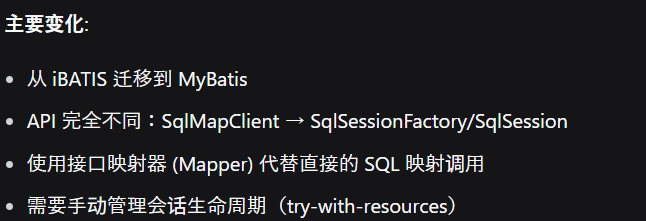 主要变化:
• 从 iBATIS 迁移到 MyBatis
• API 完全不同：SqlMapClient → SqlSessionFactory/SqlSession
• 使用接口映射器 (Mapper) 代替直接的 SQL 映射调用
• 需要手动管理会话生命周期（try-with-resources）